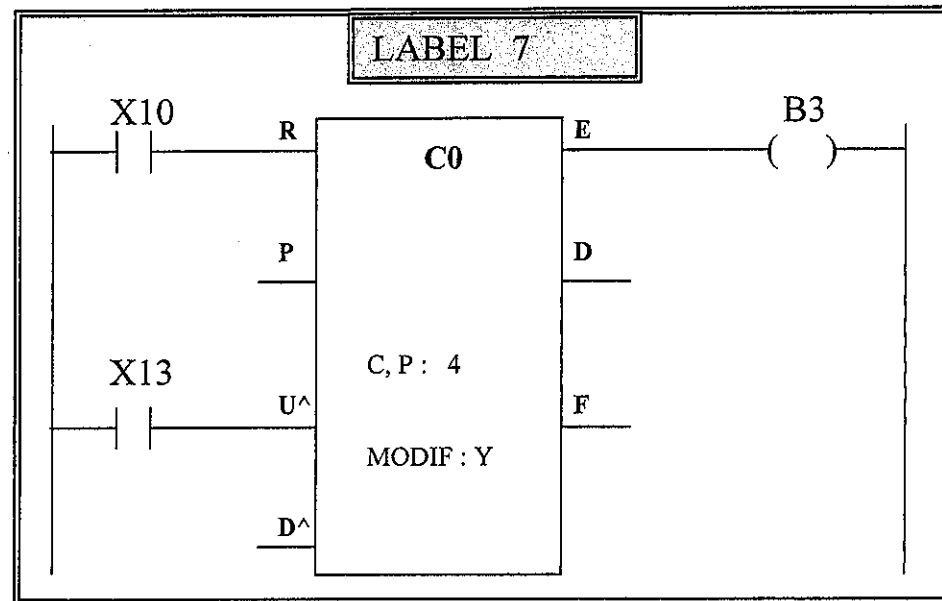 LABEL 7
X10
R
C0
E
B3
P
D
C, P : 4
X13
U^
F
MODIF : Y
D^